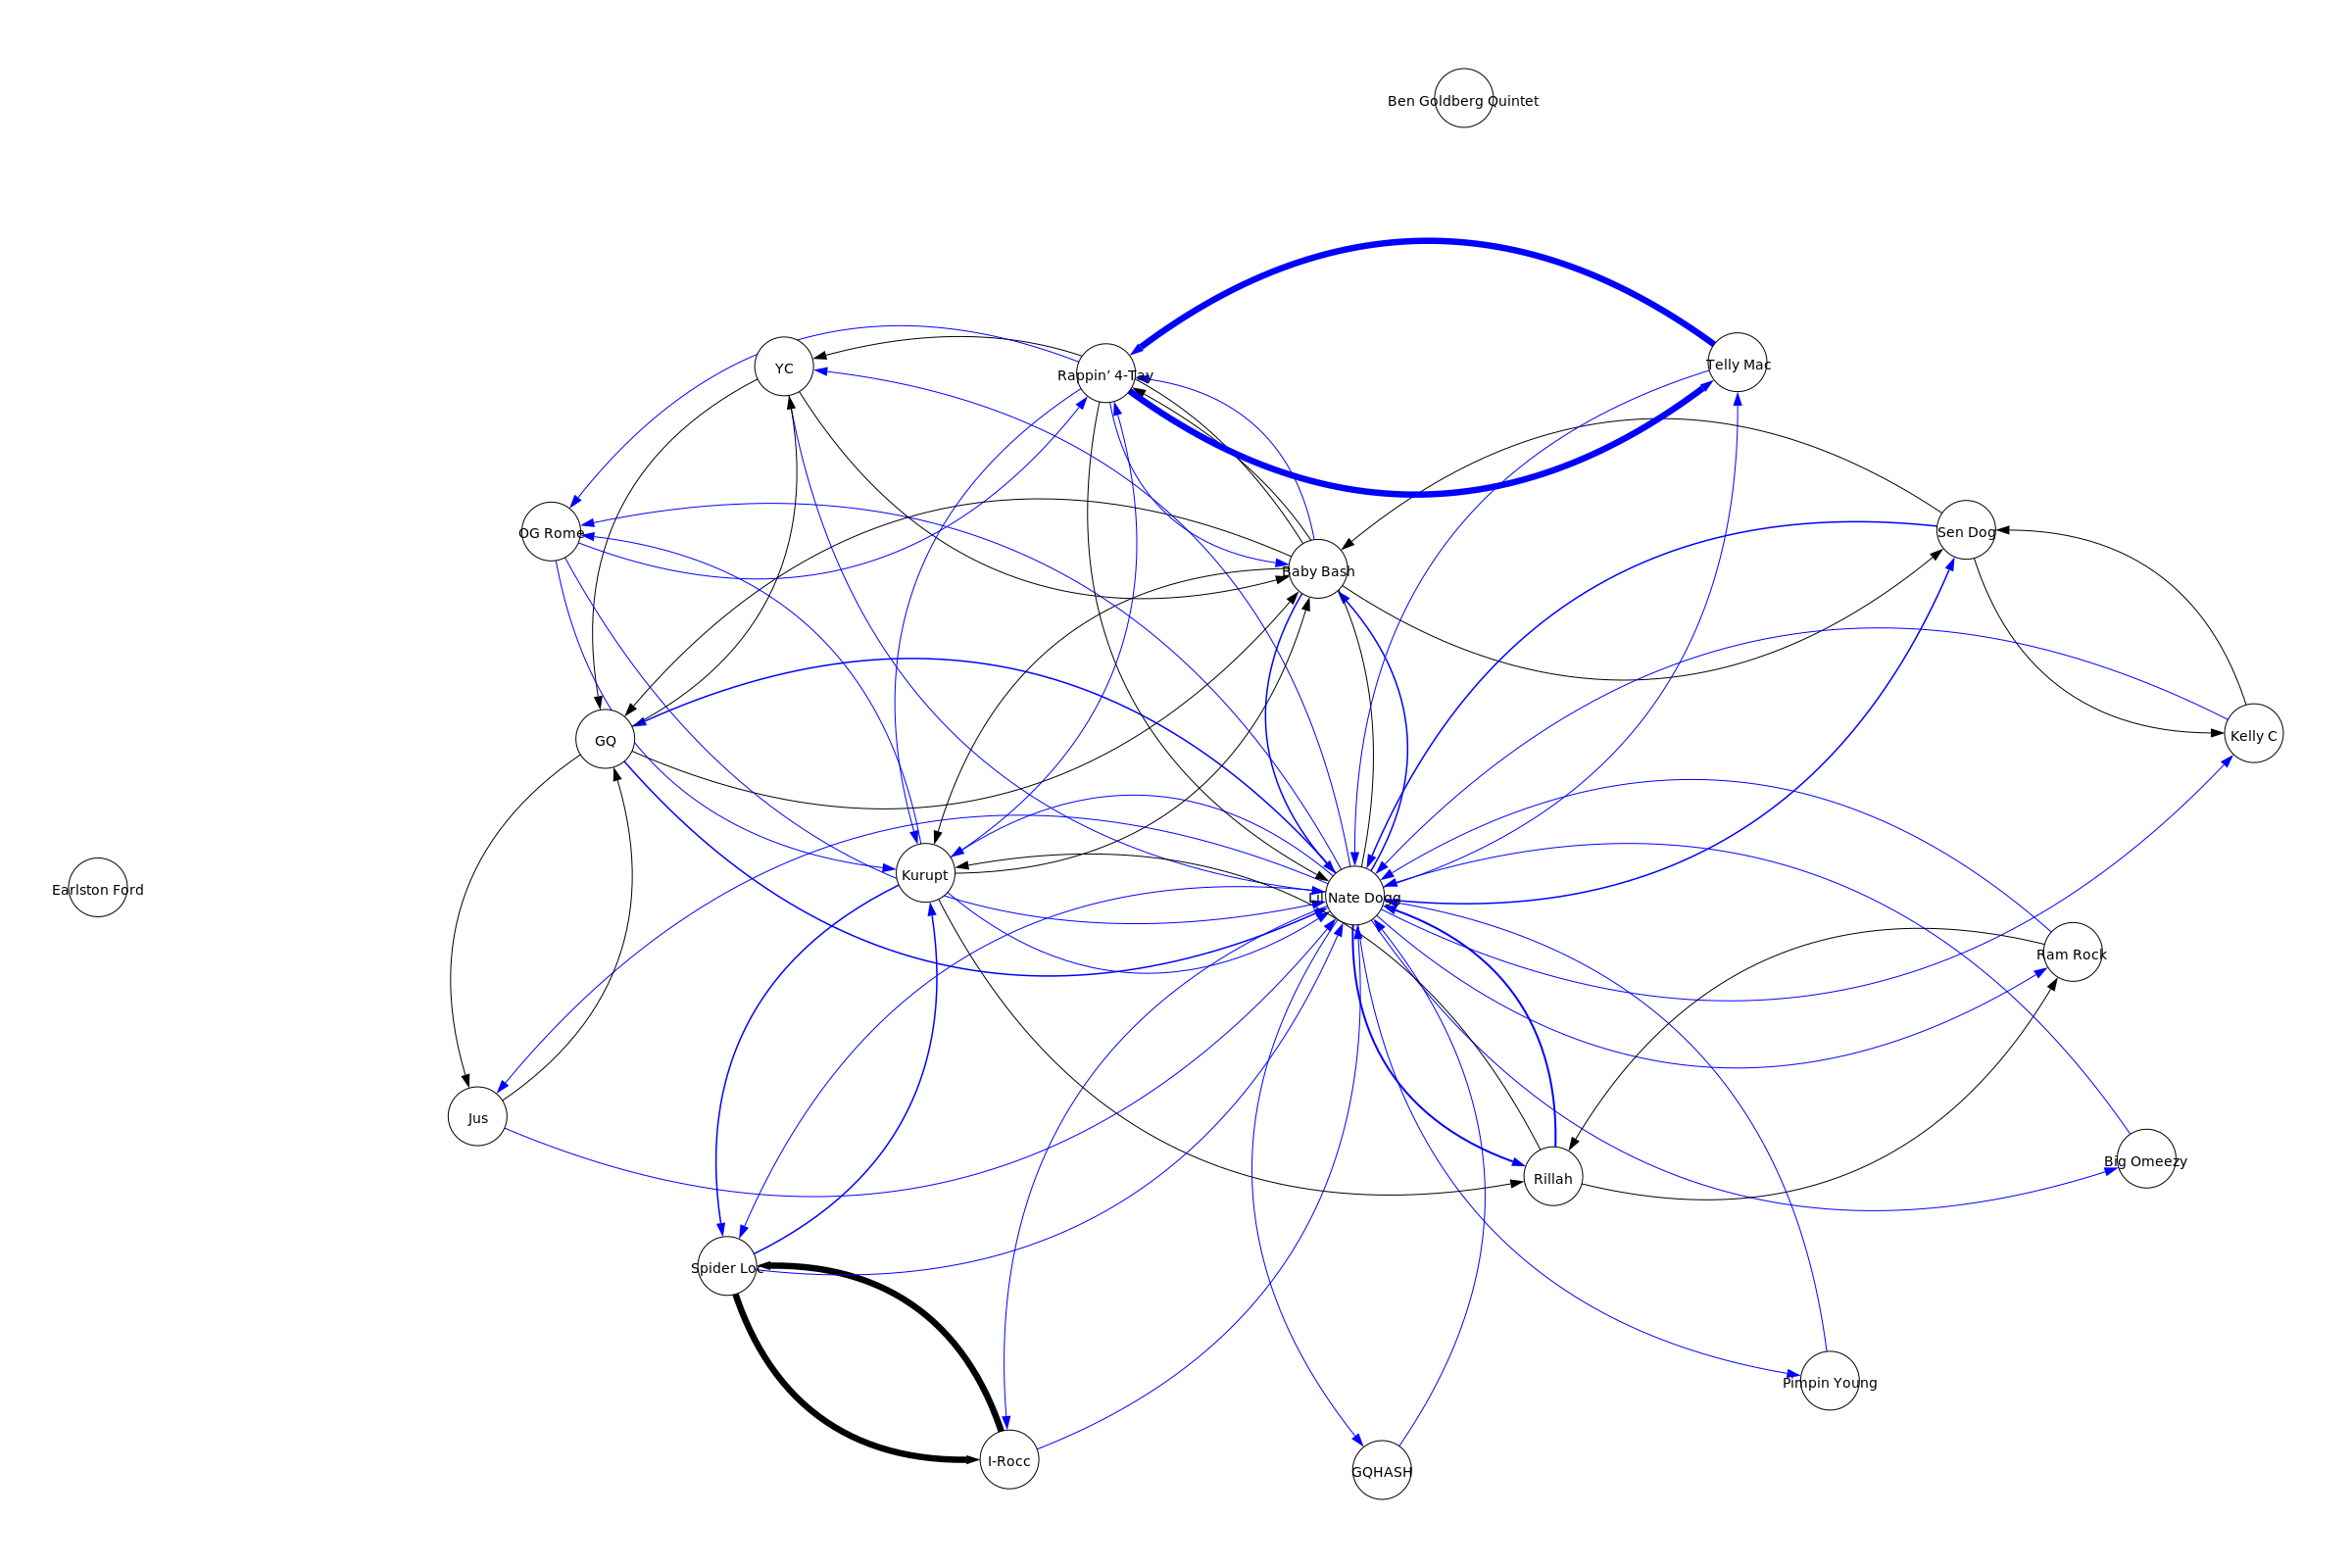 Ben Goldberg Quintet
YC
Rappin’ 4-Tay
Telly Mac
OG Rome
Baby Bash
Sen Dog
GQ
Kelly C
Earlston Ford
Kurupt
Lil Nate Dogg
Ram Rock
Jus
Rillah
Big Omeezy
Spider Loc
Pimpin Young
I-Rocc
GQHASH